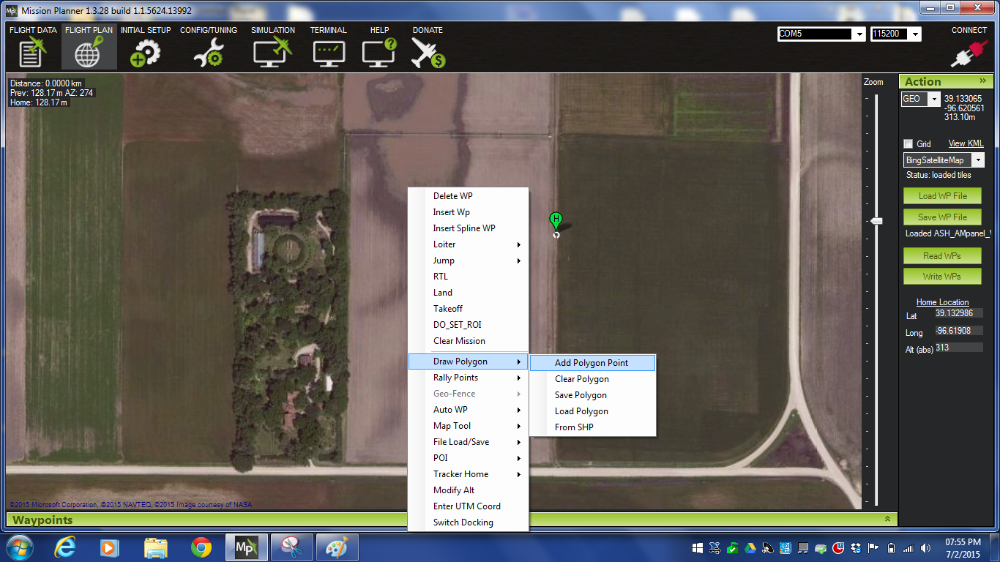 Mission Planner 1.3.28 build 1.1.5624.13992
FLIGHT DATA FLIGHT PLAN INITIAL SETUP CONFIG/TUNING SIMULATION TERMINAL HELP DONATE
COM5 115200 CONNECT
Distance: 0.0000 km
Prev: 128.17 m AZ: 274
Home: 128.17 m
H
Zoom
Action »
GEO 39.133065
-96.620561
313.10m
Grid View KML
BingSatelliteMap
Status: loaded tiles
Load WP File
Save WP File
Loaded ASH_AMpanel_
Read WPs
Write WPs
Home Location
Lat 39.132986
Long -96.61908
Alt (abs) 313
Delete WP
Insert Wp
Insert Spline WP
Loiter
Jump
RTL
Land
Takeoff
DO_SET_ROI
Clear Mission
Draw Polygon
Rally Points
Geo-Fence
Auto WP
Map Tool
File Load/Save
POI
Tracker Home
Modify Alt
Enter UTM Coord
Switch Docking
Add Polygon Point
Clear Polygon
Save Polygon
Load Polygon
From SHP
©2015 Microsoft Corporation, ©2015 NAVTEQ, ©2015 Image courtesy of NASA
Waypoints
Mp
07:55 PM
7/2/2015